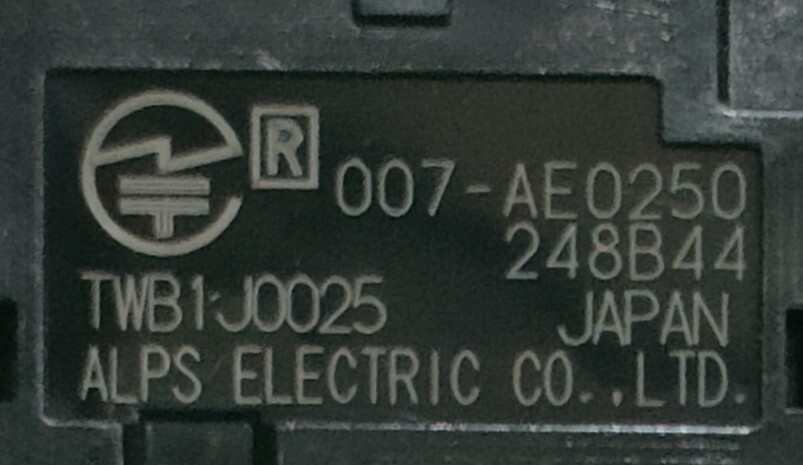 R 007-AE0250
248B44
TWB1J0025 JAPAN
ALPS ELECTRIC CO.,LTD.